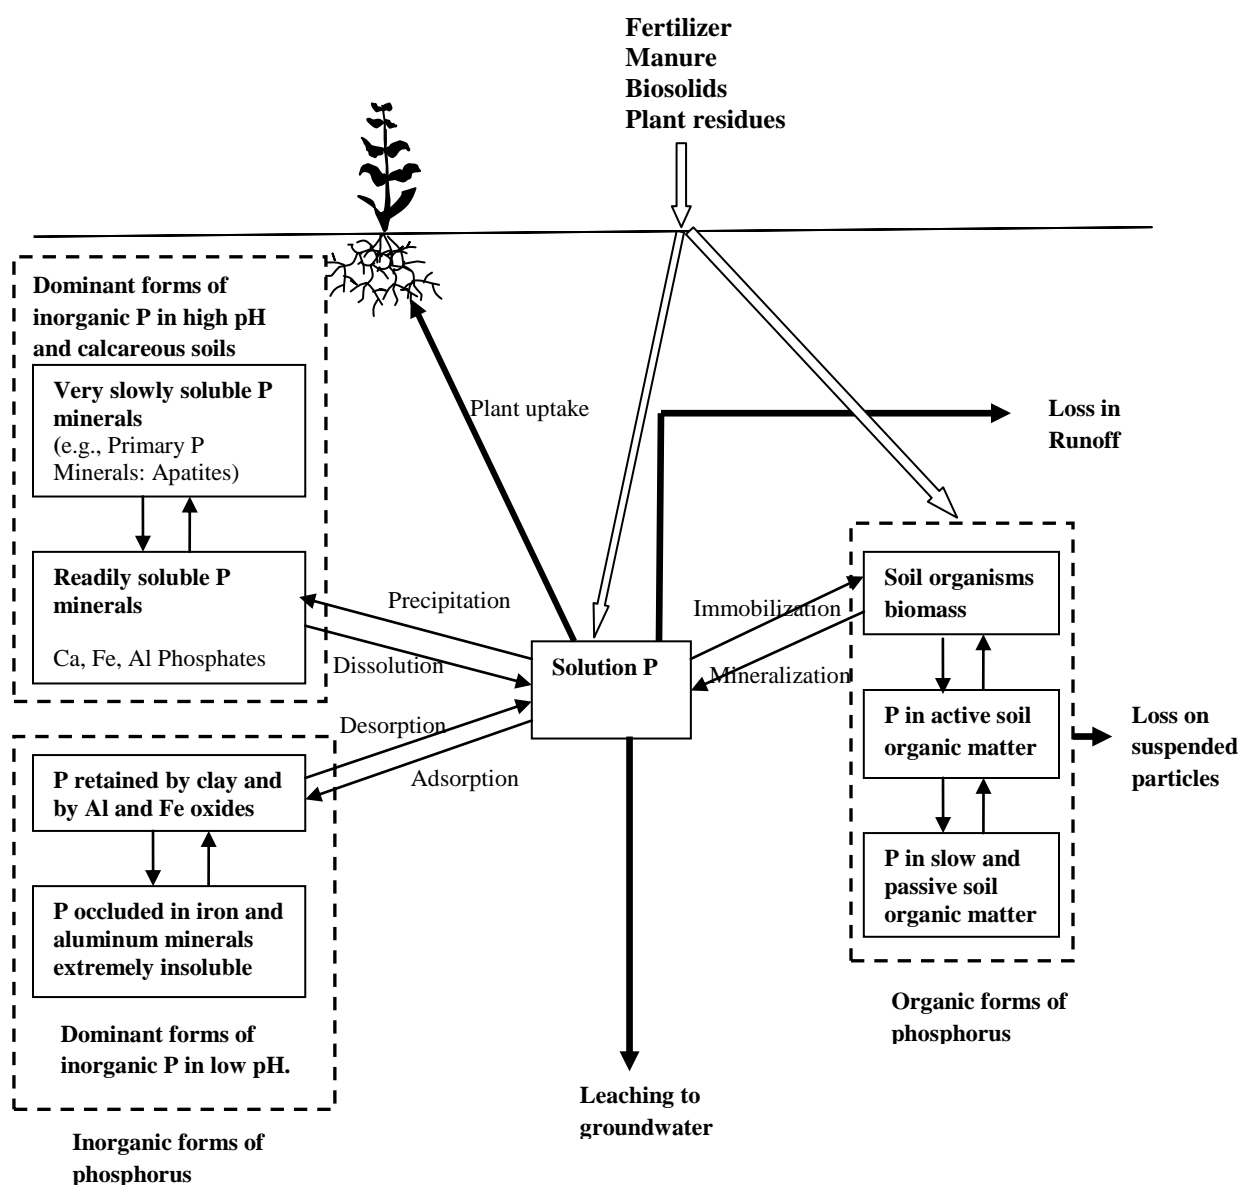 Fertilizer
Manure
Biosolids
Plant residues
Dominant forms of
inorganic P in high pH
and calcareous soils
Very slowly soluble P
minerals
(e.g., Primary P
Minerals: Apatites)
Readily soluble P
minerals
Ca, Fe, Al Phosphates
Plant uptake
Loss in
Runoff
Precipitation
Dissolution
Desorption
Adsorption
Solution P
Immobilization
Mineralization
Soil organisms
biomass
P in active soil
organic matter
P in slow and
passive soil
organic matter
Loss on
suspended
particles
P retained by clay and
by Al and Fe oxides
P occluded in iron and
aluminum minerals
extremely insoluble
Dominant forms of
inorganic P in low pH.
Organic forms of
phosphorus
Leaching to
groundwater
Inorganic forms of
phosphorus